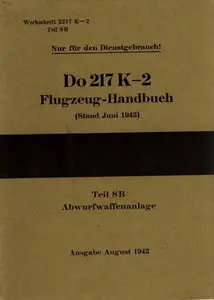 Werkschrift 2217 K—2
Teil 8B
Nur für den Dienstgebrauch!
Do 217 K—2
Flugzeug-Handbuch
(Stand Juni 1943)
Teil 8B
Abwurfwaffenanlage
Ausgabe August 1943